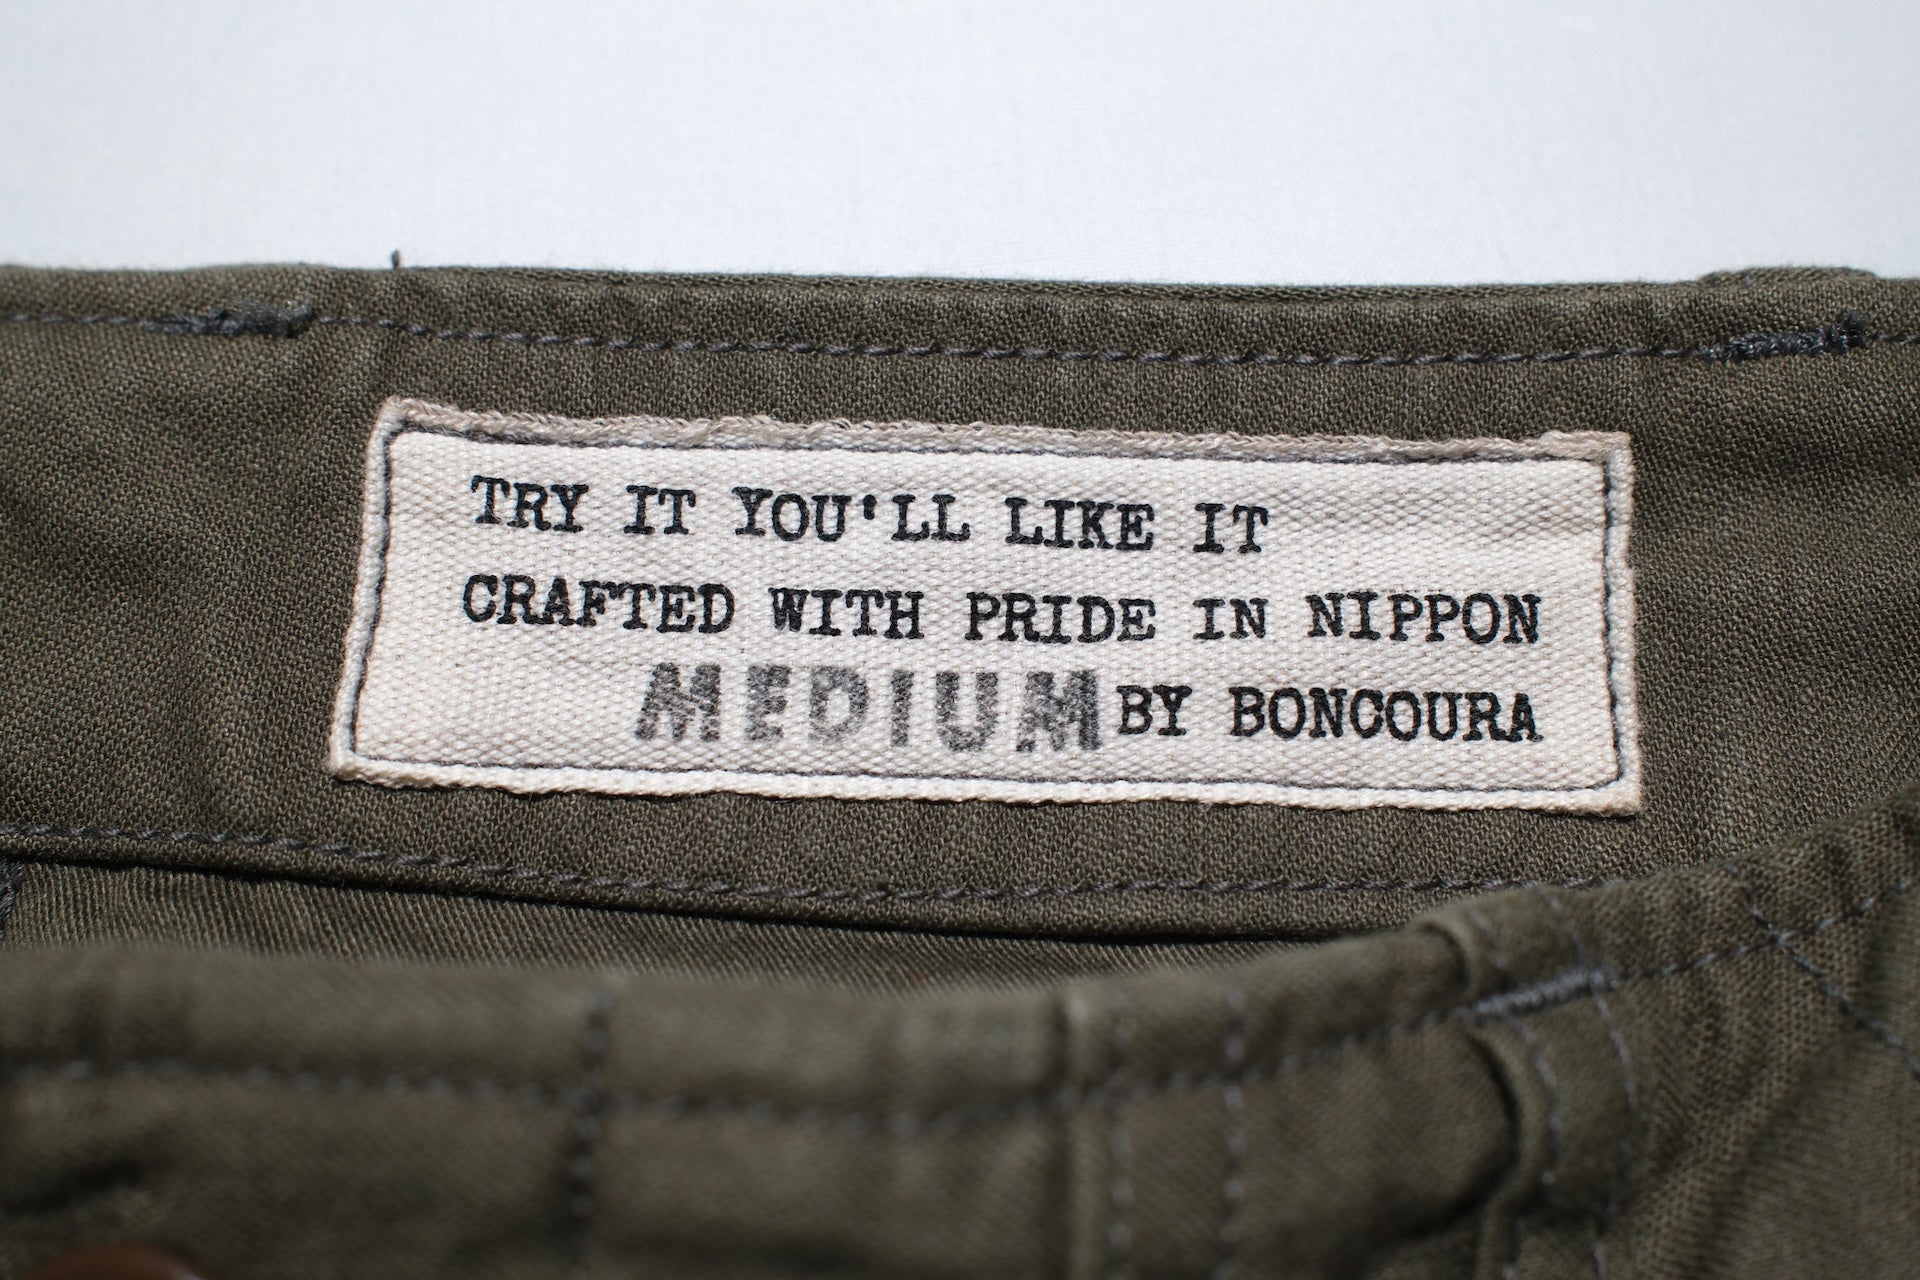 TRY IT YOU'LL LIKE IT
CRAFTED WITH PRIDE IN NIPPON
MEDIUM BY BONCOURA